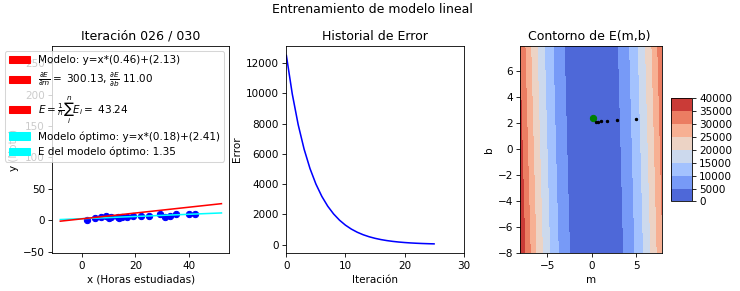 Entrenamiento de modelo lineal
Iteración 026 / 030
Modelo: y=x*(0.46)+(2.13)
∂E/∂m = 300.13, ∂E/∂b 11.00
E = 1/n ∑ᵢⁿ Eᵢ = 43.24
Modelo óptimo: y=x*(0.18)+(2.41)
E del modelo óptimo: 1.35
50
0
−50
0 20 40
x (Horas estudiadas)
Historial de Error
Error
12000
10000
8000
6000
4000
2000
0
0 10 20 30
Iteración
Contorno de E(m,b)
b
6
4
2
0
−2
−4
−6
−8
−5 0 5
m
40000
35000
30000
25000
20000
15000
10000
5000
0